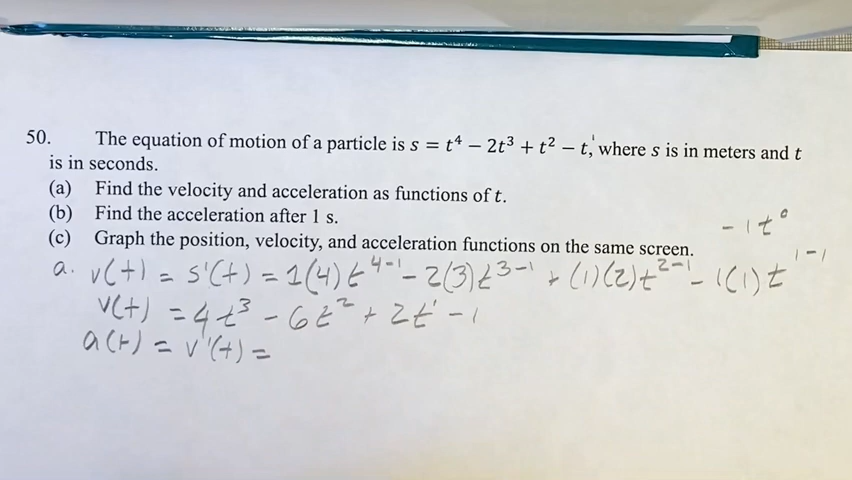 50. The equation of motion of a particle is s = t⁴ − 2t³ + t² − t,¹ where s is in meters and t
is in seconds.
(a) Find the velocity and acceleration as functions of t.
(b) Find the acceleration after 1 s.
(c) Graph the position, velocity, and acceleration functions on the same screen.
-1t⁰
a. v(t) = s'(t) = 1(4)t⁴⁻¹ - 2(3)t³⁻¹ + (1)(2)t²⁻¹ - 1(1)t¹⁻¹
v(t) = 4t³ - 6t² + 2t¹ - 1
a(t) = v'(t) =